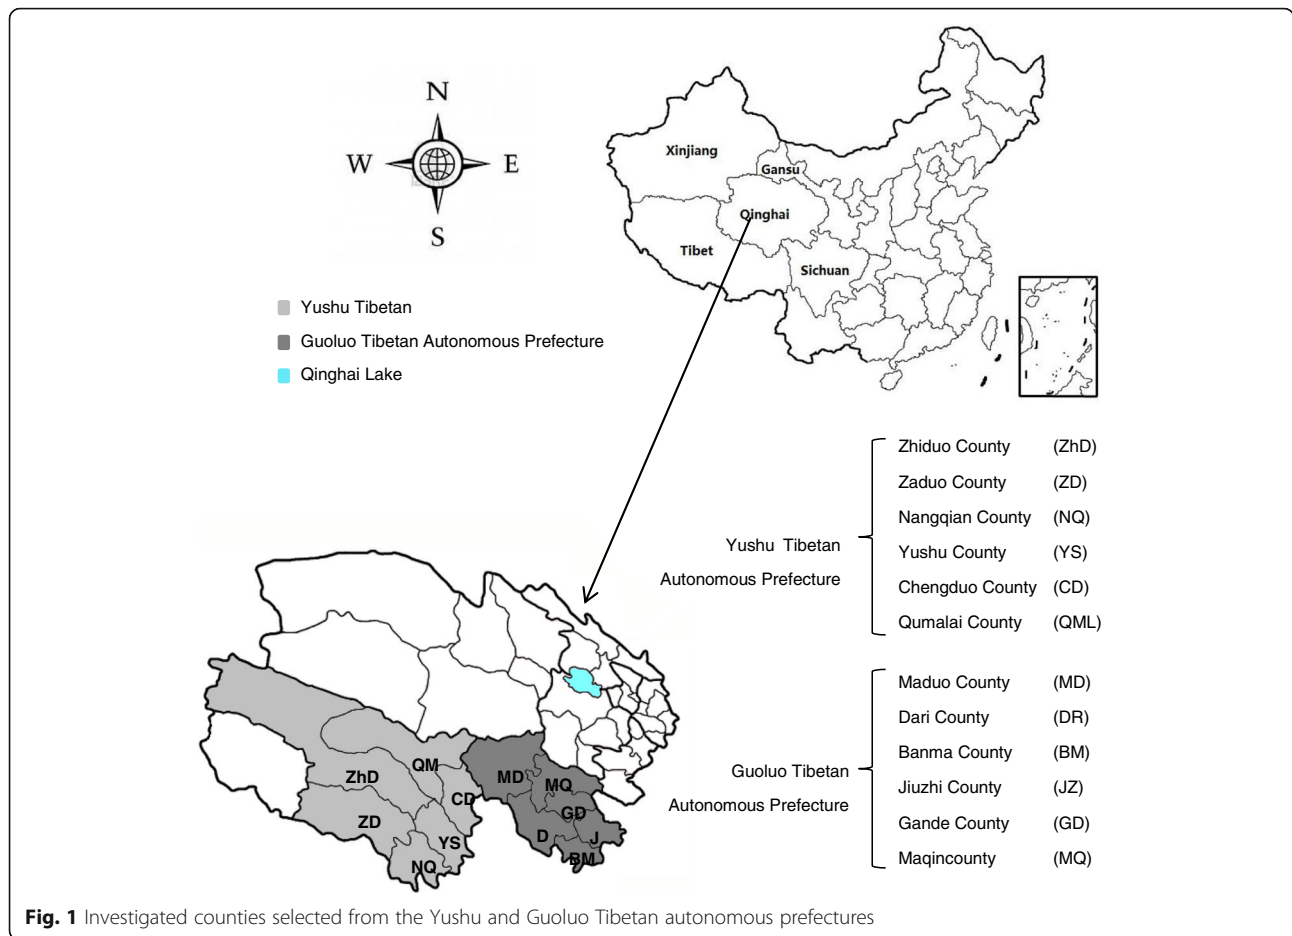 N
W E
S
Xinjiang
Gansu
Qinghai
Tibet
Sichuan
Yushu Tibetan
Guoluo Tibetan Autonomous Prefecture
Qinghai Lake
Yushu Tibetan
Autonomous Prefecture
Zhiduo County (ZhD)
Zaduo County (ZD)
Nangqian County (NQ)
Yushu County (YS)
Chengduo County (CD)
Qumalai County (QML)
Guoluo Tibetan
Autonomous Prefecture
Maduo County (MD)
Dari County (DR)
Banma County (BM)
Jiuzhi County (JZ)
Gande County (GD)
Maqincounty (MQ)
QM
ZhD
CD
ZD
YS
NQ
MD
MQ
GD
D
J
BM
Fig. 1 Investigated counties selected from the Yushu and Guoluo Tibetan autonomous prefectures